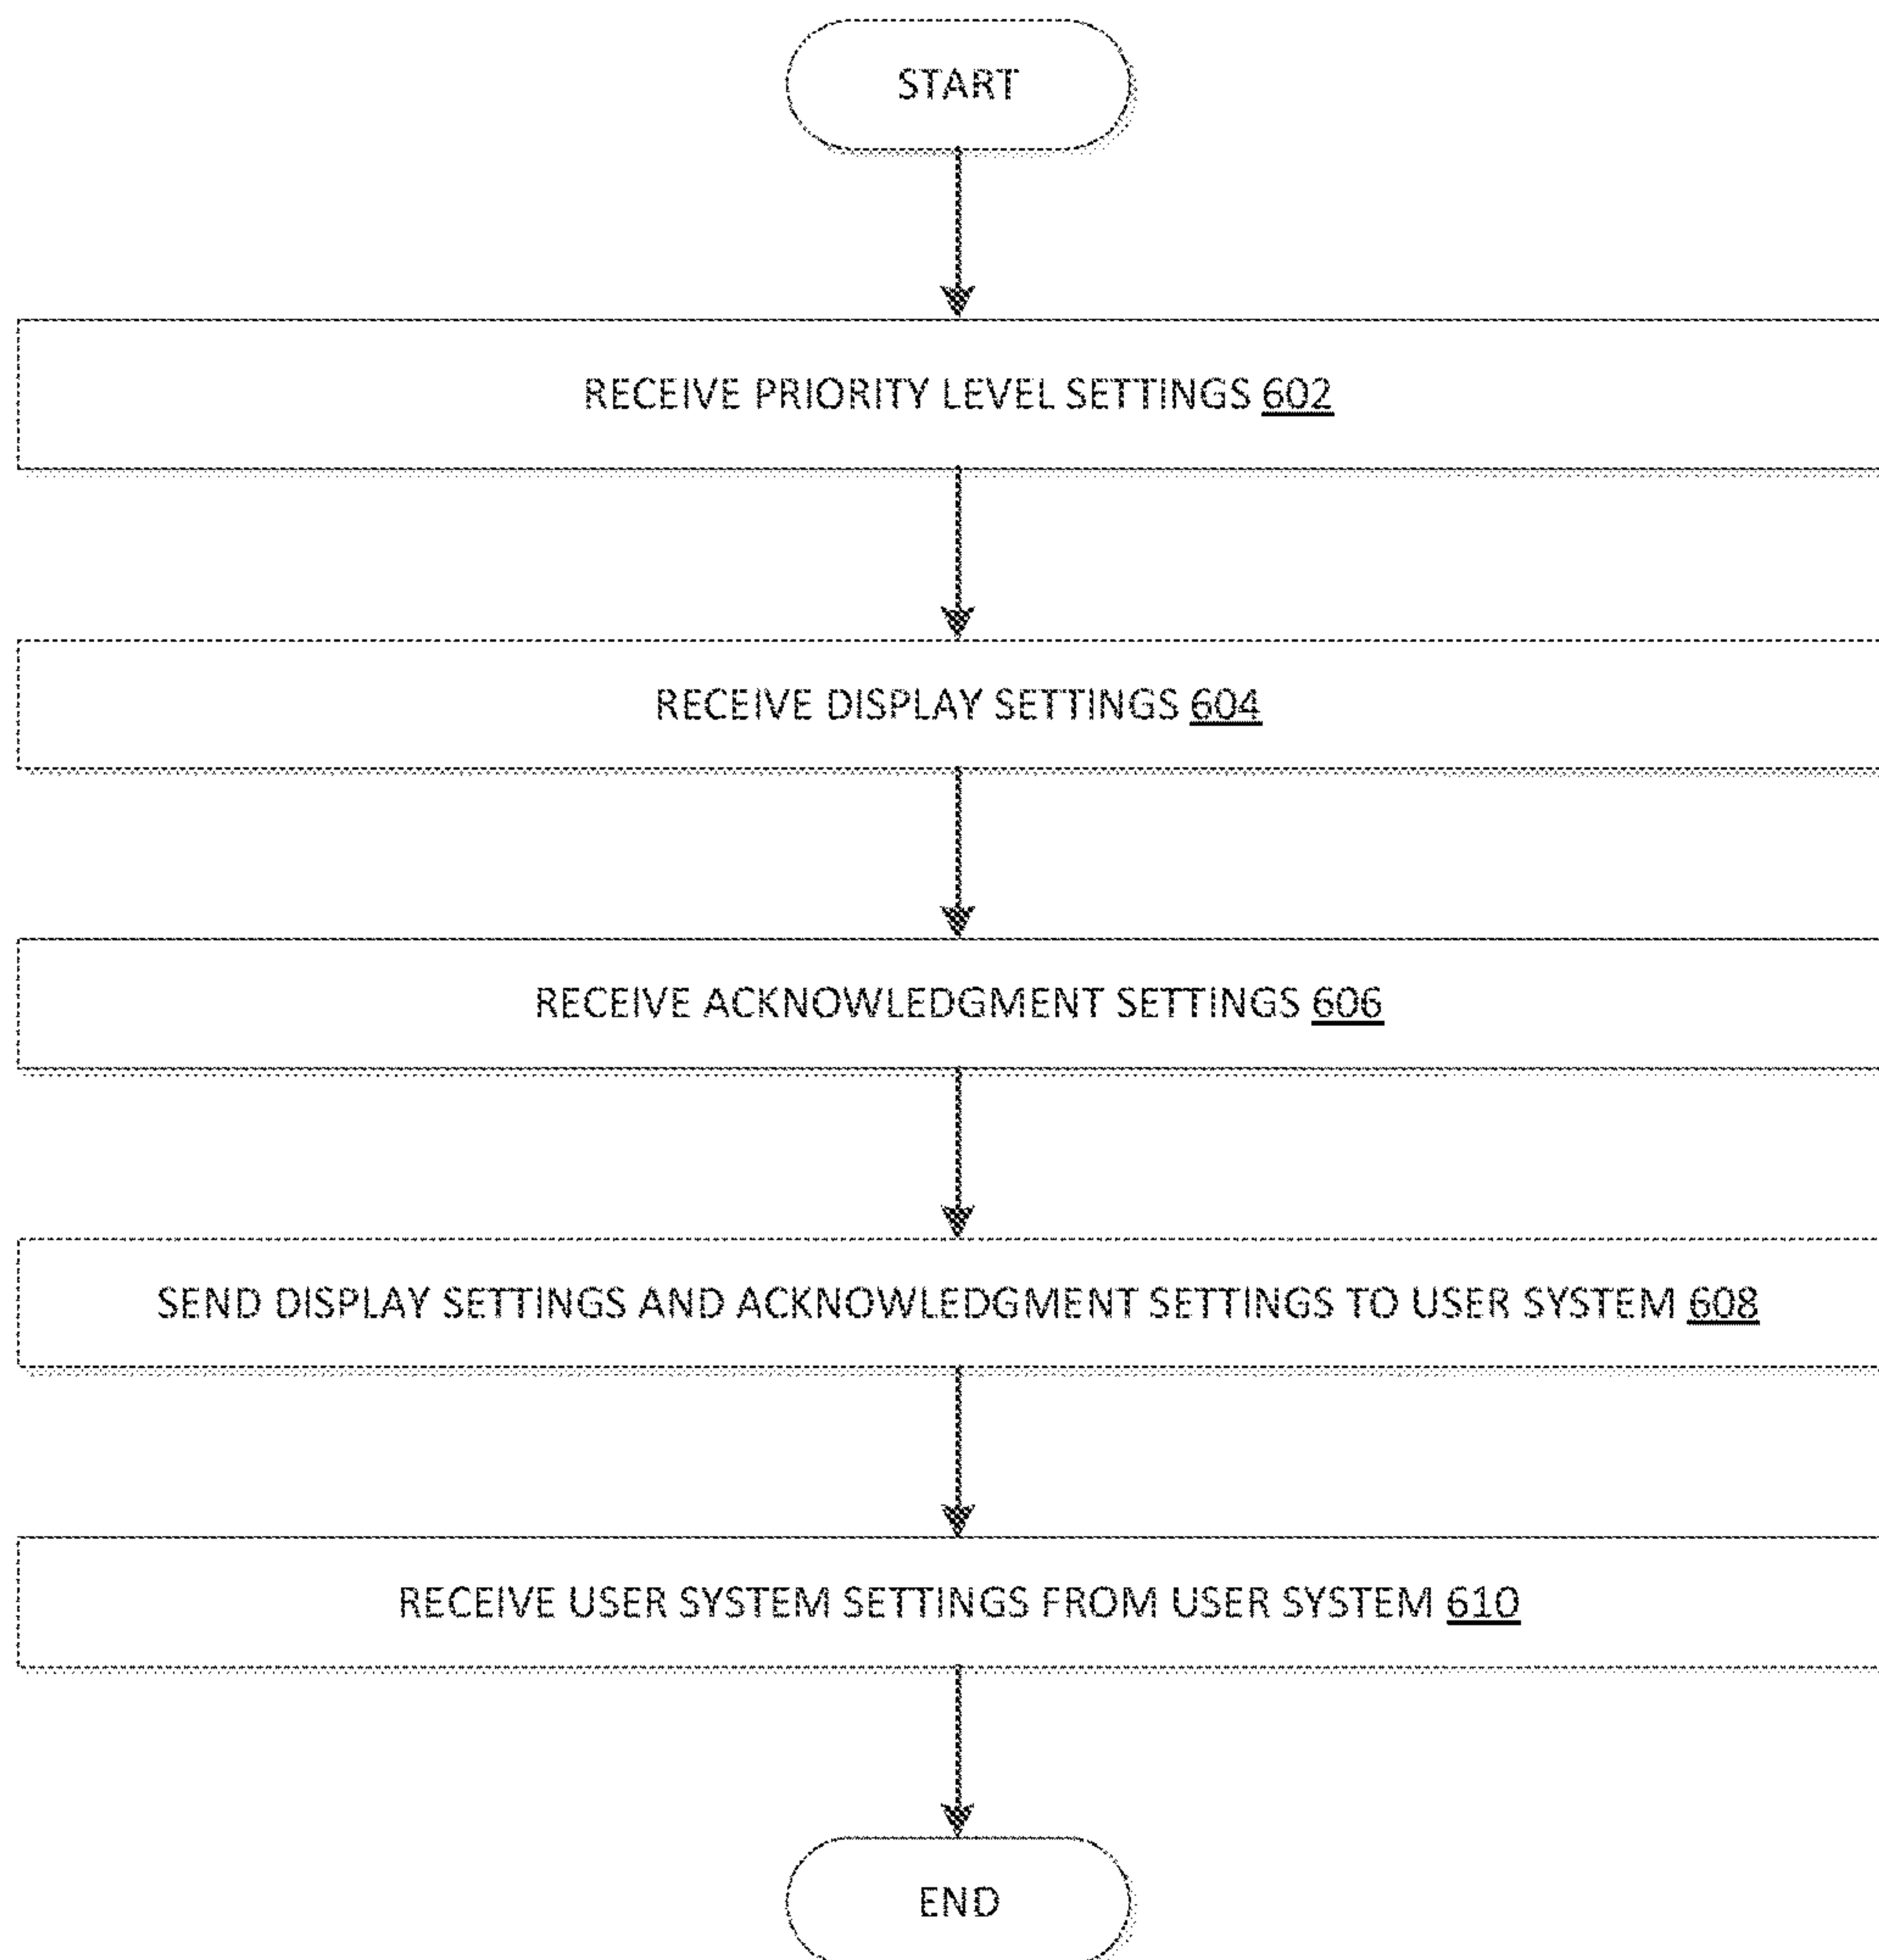 START
RECEIVE PRIORITY LEVEL SETTINGS 602
RECEIVE DISPLAY SETTINGS 604
RECEIVE ACKNOWLEDGMENT SETTINGS 606
SEND DISPLAY SETTINGS AND ACKNOWLEDGMENT SETTINGS TO USER SYSTEM 608
RECEIVE USER SYSTEM SETTINGS FROM USER SYSTEM 610
END